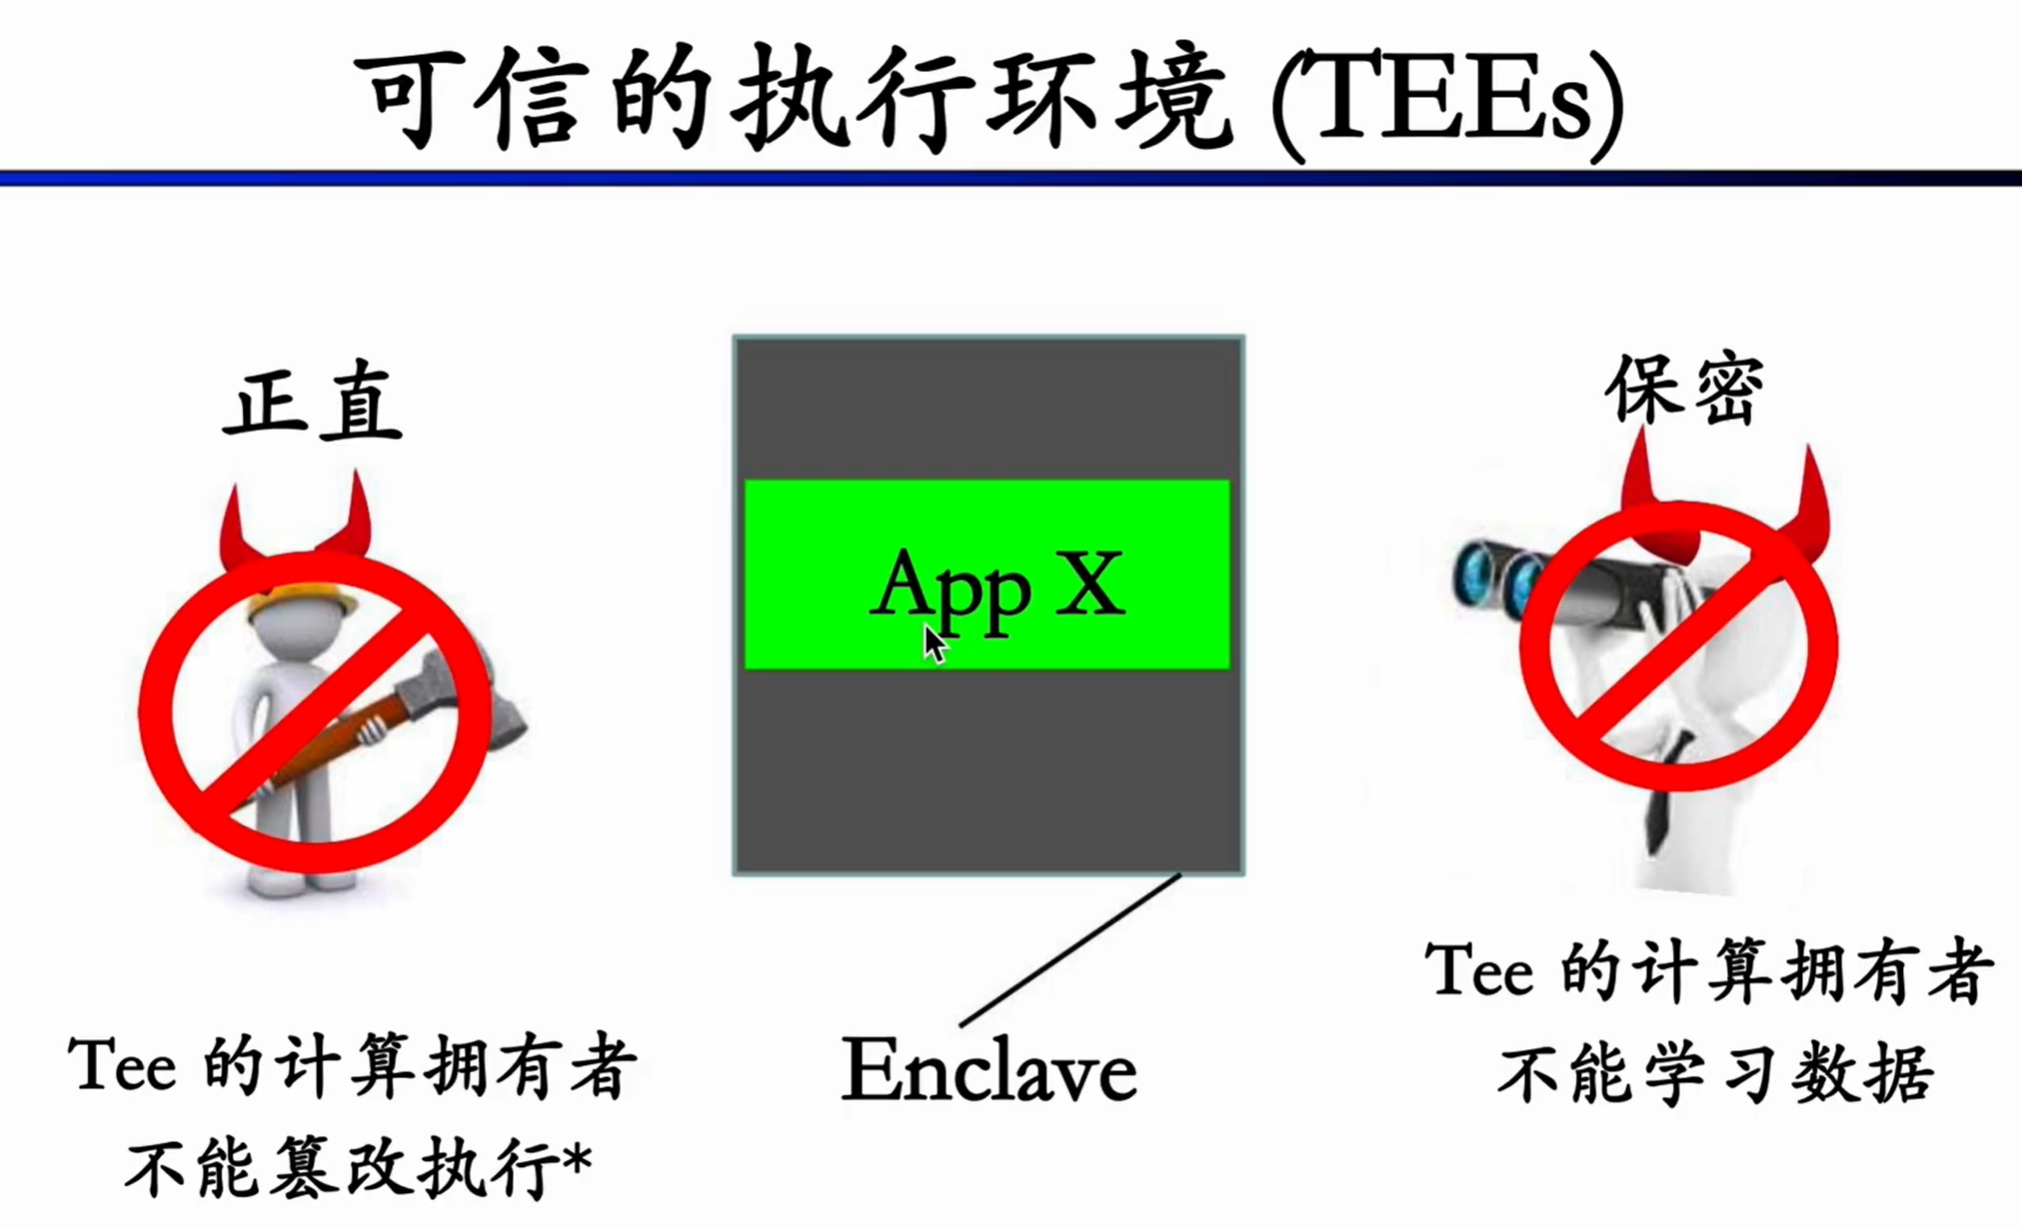 可信的执行环境 (TEEs)
正直
Tee 的计算拥有者
不能篡改执行*
App X
Enclave
保密
Tee 的计算拥有者
不能学习数据